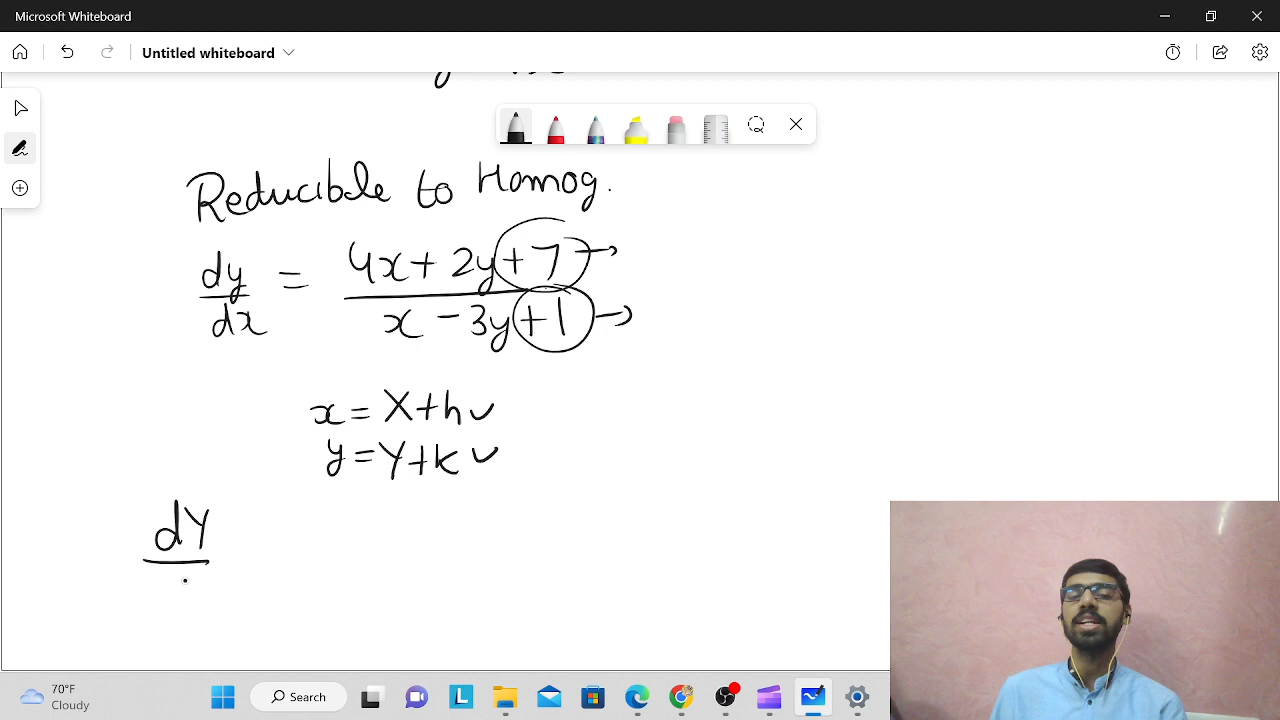 Microsoft Whiteboard
Untitled whiteboard
Reducible to Homog.
dy/dx = 4x + 2y + 7 / x - 3y + 1
x = X + h
y = Y + k
dY
70°F
Cloudy
Search
L